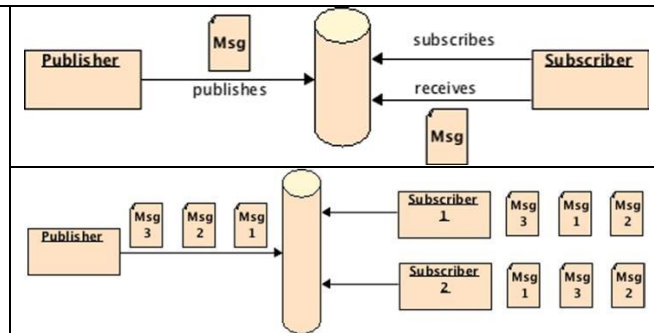 Msg
Publisher
publishes
subscribes
Subscriber
receives
Msg
Publisher
Msg
3
Msg
2
Msg
1
Subscriber
1
Msg
3
Msg
1
Msg
2
Subscriber
2
Msg
1
Msg
3
Msg
2